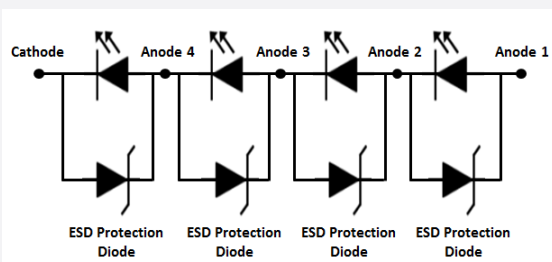 Cathode Anode 4 Anode 3 Anode 2 Anode 1
ESD Protection ESD Protection ESD Protection ESD Protection
Diode Diode Diode Diode